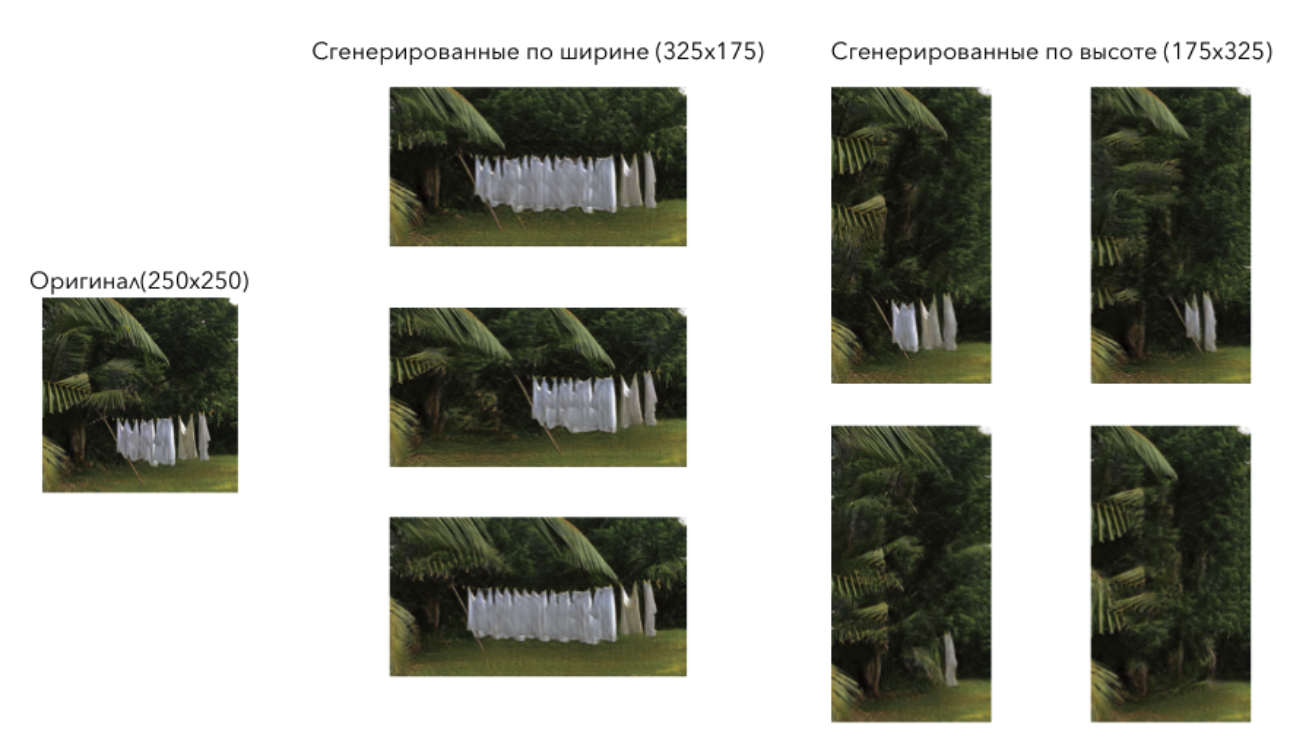 Сгенерированные по ширине (325x175)
Сгенерированные по высоте (175x325)
Оригинал(250x250)